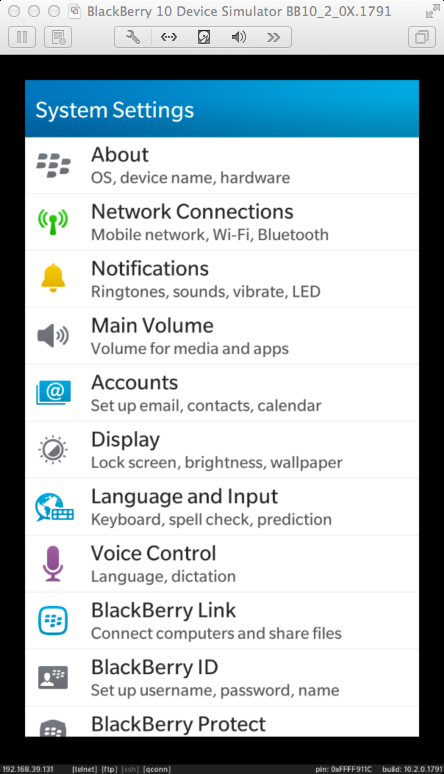 BlackBerry 10 Device Simulator BB10_2_0X.1791
System Settings
About
OS, device name, hardware
Network Connections
Mobile network, Wi-Fi, Bluetooth
Notifications
Ringtones, sounds, vibrate, LED
Main Volume
Volume for media and apps
Accounts
Set up email, contacts, calendar
Display
Lock screen, brightness, wallpaper
Language and Input
Keyboard, spell check, prediction
Voice Control
Language, dictation
BlackBerry Link
Connect computers and share files
BlackBerry ID
Set up username, password, name
BlackBerry Protect
192.168.39.131 [telnet] [ftp] [ssh] [qconn] pin: 0xFFFF911C build: 10.2.0.1791